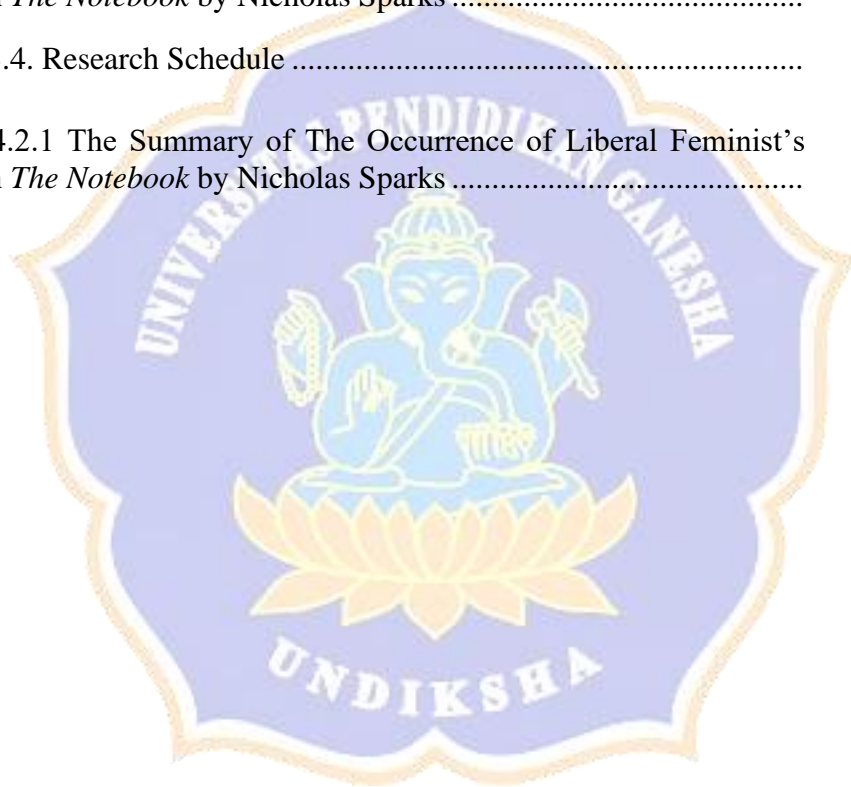 n The Notebook by Nicholas Sparks ....................................
.4. Research Schedule .....................................................
4.2.1 The Summary of The Occurrence of Liberal Feminist’s
n The Notebook by Nicholas Sparks ....................................
UNIVERSITAS PENDIDIKAN GANESHA
UNDIKSHA